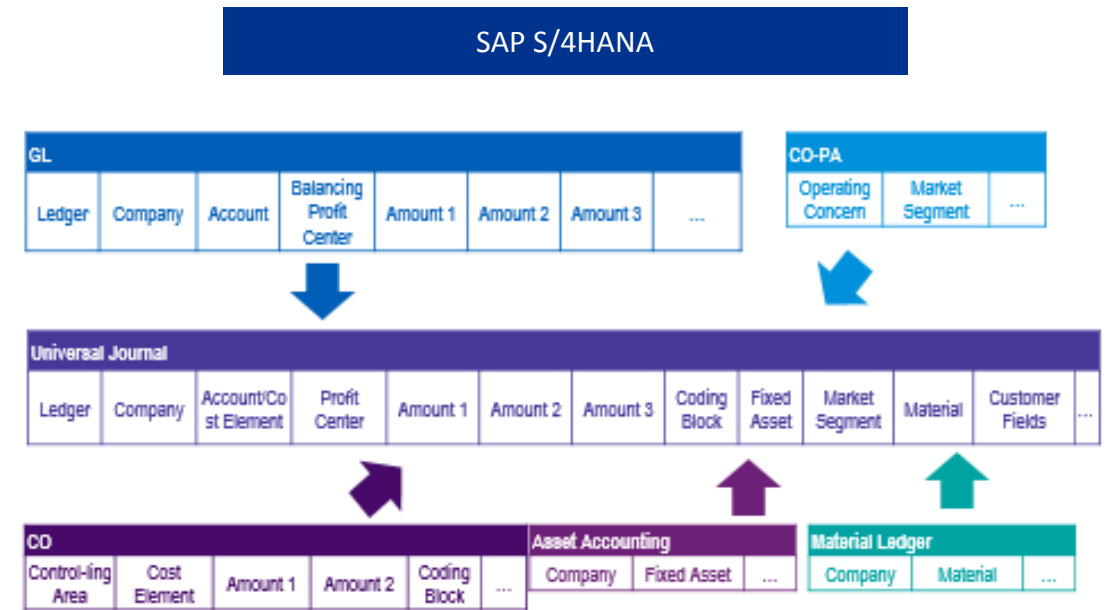 SAP S/4HANA
GL
CO-PA
Ledger
Company
Account
Balancing
Profit
Center
Amount 1
Amount 2
Amount 3
...
Operating
Concern
Market
Segment
...
Universal Journal
Ledger
Company
Account/Co
st Element
Profit
Center
Amount 1
Amount 2
Amount 3
Coding
Block
Fixed
Asset
Market
Segment
Material
Customer
Fields
...
CO
Control-ling
Area
Cost
Element
Amount 1
Amount 2
Coding
Block
...
Asset Accounting
Company
Fixed Asset
...
Material Ledger
Company
Material
...